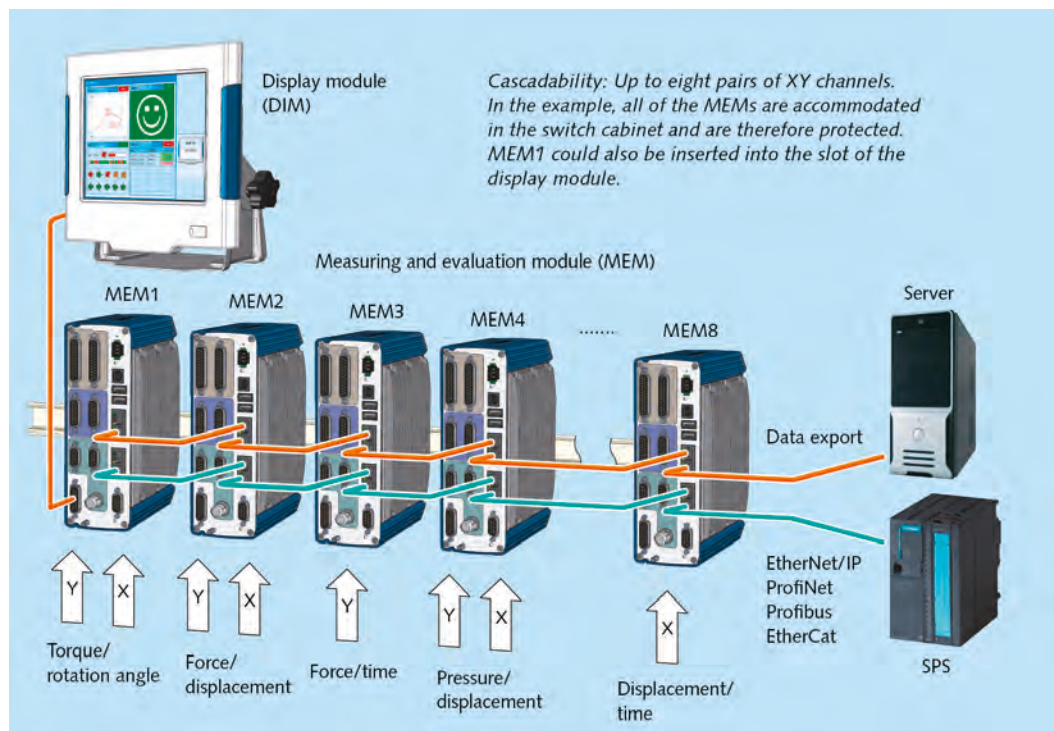 Display module
(DIM)
Cascadability: Up to eight pairs of XY channels.
In the example, all of the MEMs are accommodated
in the switch cabinet and are therefore protected.
MEM1 could also be inserted into the slot of the
display module.
Measuring and evaluation module (MEM)
MEM1
MEM2
MEM3
MEM4
.......
MEM8
Server
Data export
EtherNet/IP
ProfiNet
Profibus
EtherCat
SPS
Y
X
Y
X
Y
Y
X
X
Torque/
rotation angle
Force/
displacement
Force/time
Pressure/
displacement
Displacement/
time